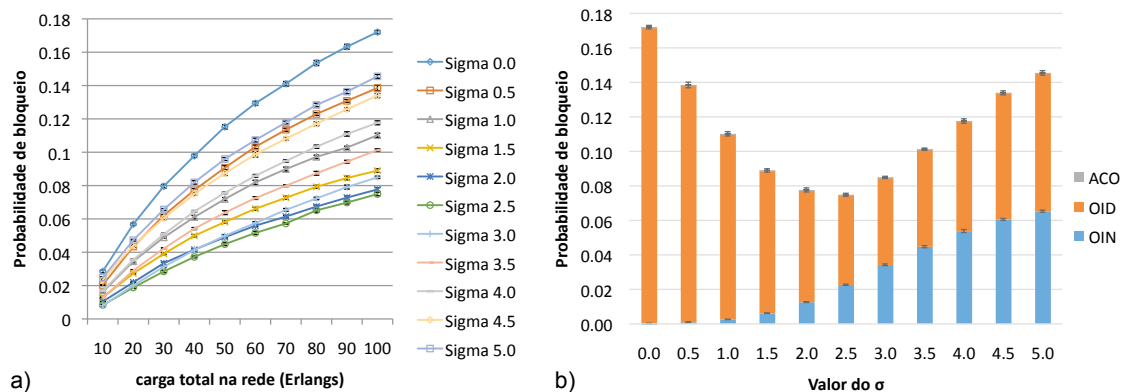 Probabilidade de bloqueio
0.18
0.16
0.14
0.12
0.1
0.08
0.06
0.04
0.02
0
10 20 30 40 50 60 70 80 90 100
carga total na rede (Erlangs)
a)
Sigma 0.0
Sigma 0.5
Sigma 1.0
Sigma 1.5
Sigma 2.0
Sigma 2.5
Sigma 3.0
Sigma 3.5
Sigma 4.0
Sigma 4.5
Sigma 5.0
Probabilidade de bloqueio
0.18
0.16
0.14
0.12
0.10
0.08
0.06
0.04
0.02
0.00
0.0 0.5 1.0 1.5 2.0 2.5 3.0 3.5 4.0 4.5 5.0
Valor do σ
b)
ACO
OID
OIN